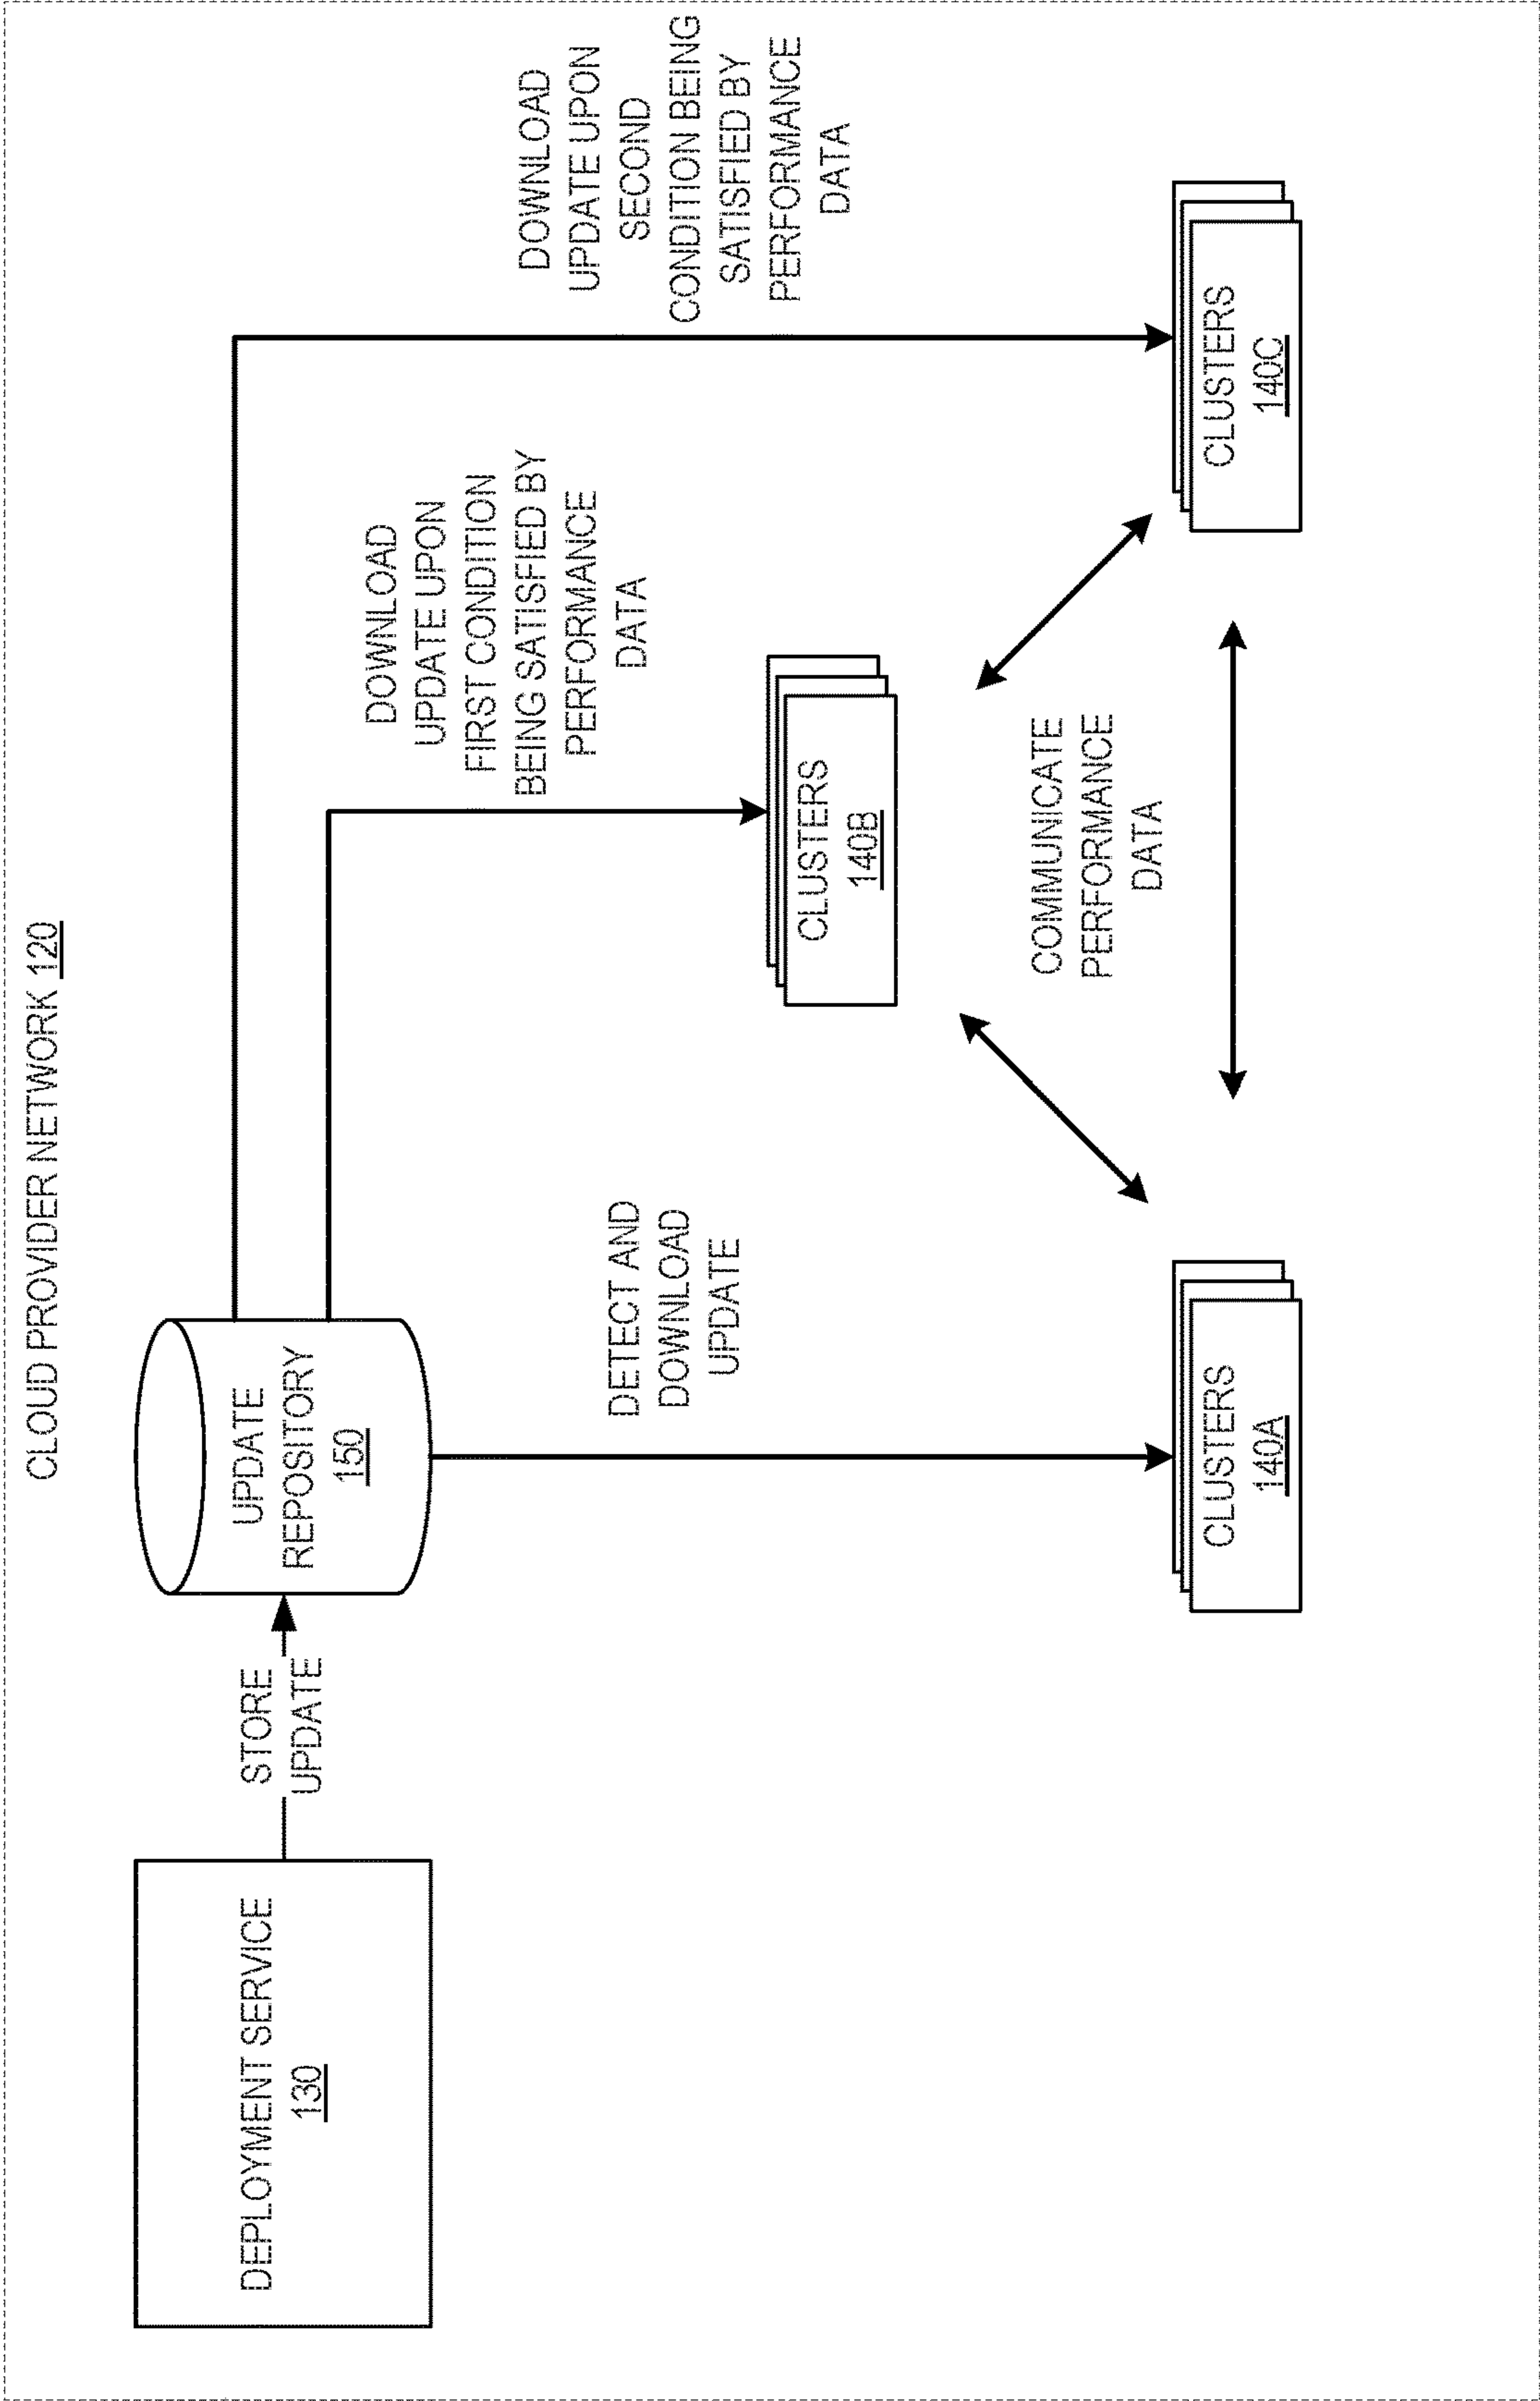 CLOUD PROVIDER NETWORK 120
DEPLOYMENT SERVICE
130
STORE
UPDATE
UPDATE
REPOSITORY
150
DETECT AND
DOWNLOAD
UPDATE
DOWNLOAD
UPDATE UPON
FIRST CONDITION
BEING SATISFIED BY
PERFORMANCE
DATA
DOWNLOAD
UPDATE UPON
SECOND
CONDITION BEING
SATISFIED BY
PERFORMANCE
DATA
CLUSTERS
140B
COMMUNICATE
PERFORMANCE
DATA
CLUSTERS
140A
CLUSTERS
140C